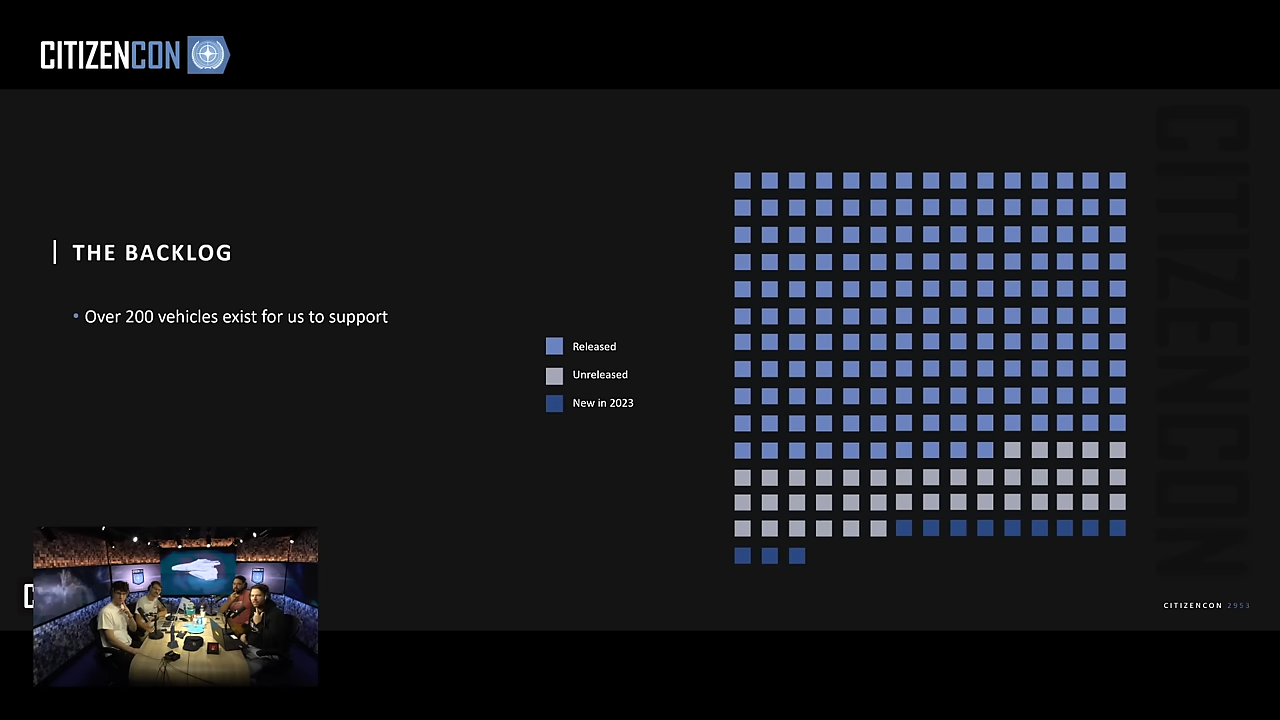 CITIZENCON
THE BACKLOG
• Over 200 vehicles exist for us to support
Released
Unreleased
New in 2023
CITIZENCON
CITIZENCON 2953